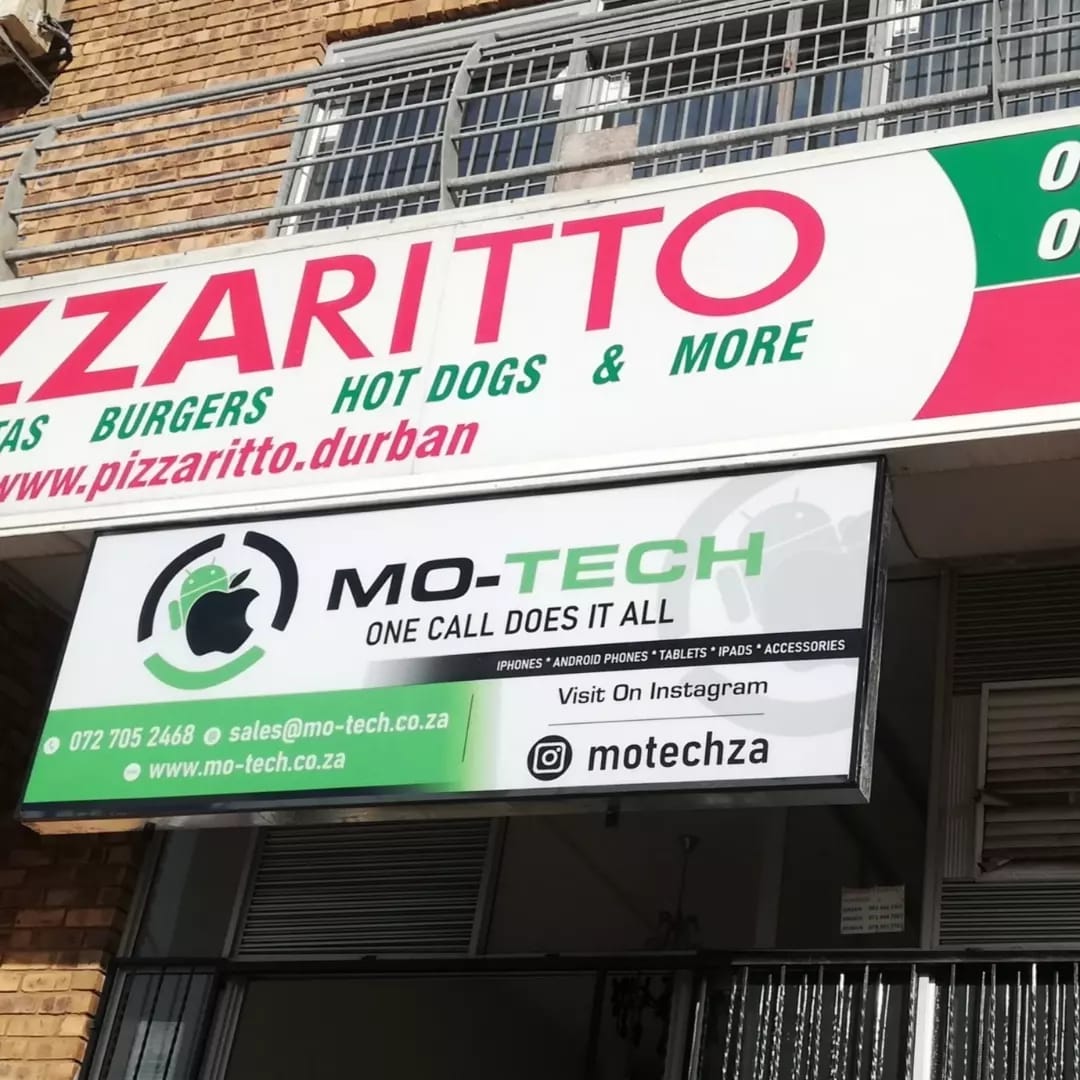 ZZARITTO
TAS BURGERS HOT DOGS & MORE
www.pizzaritto.durban
MO-TECH
ONE CALL DOES IT ALL
IPHONES * ANDROID PHONES * TABLETS * IPADS * ACCESSORIES
Visit On Instagram
motechza
072 705 2468 sales@mo-tech.co.za
www.mo-tech.co.za